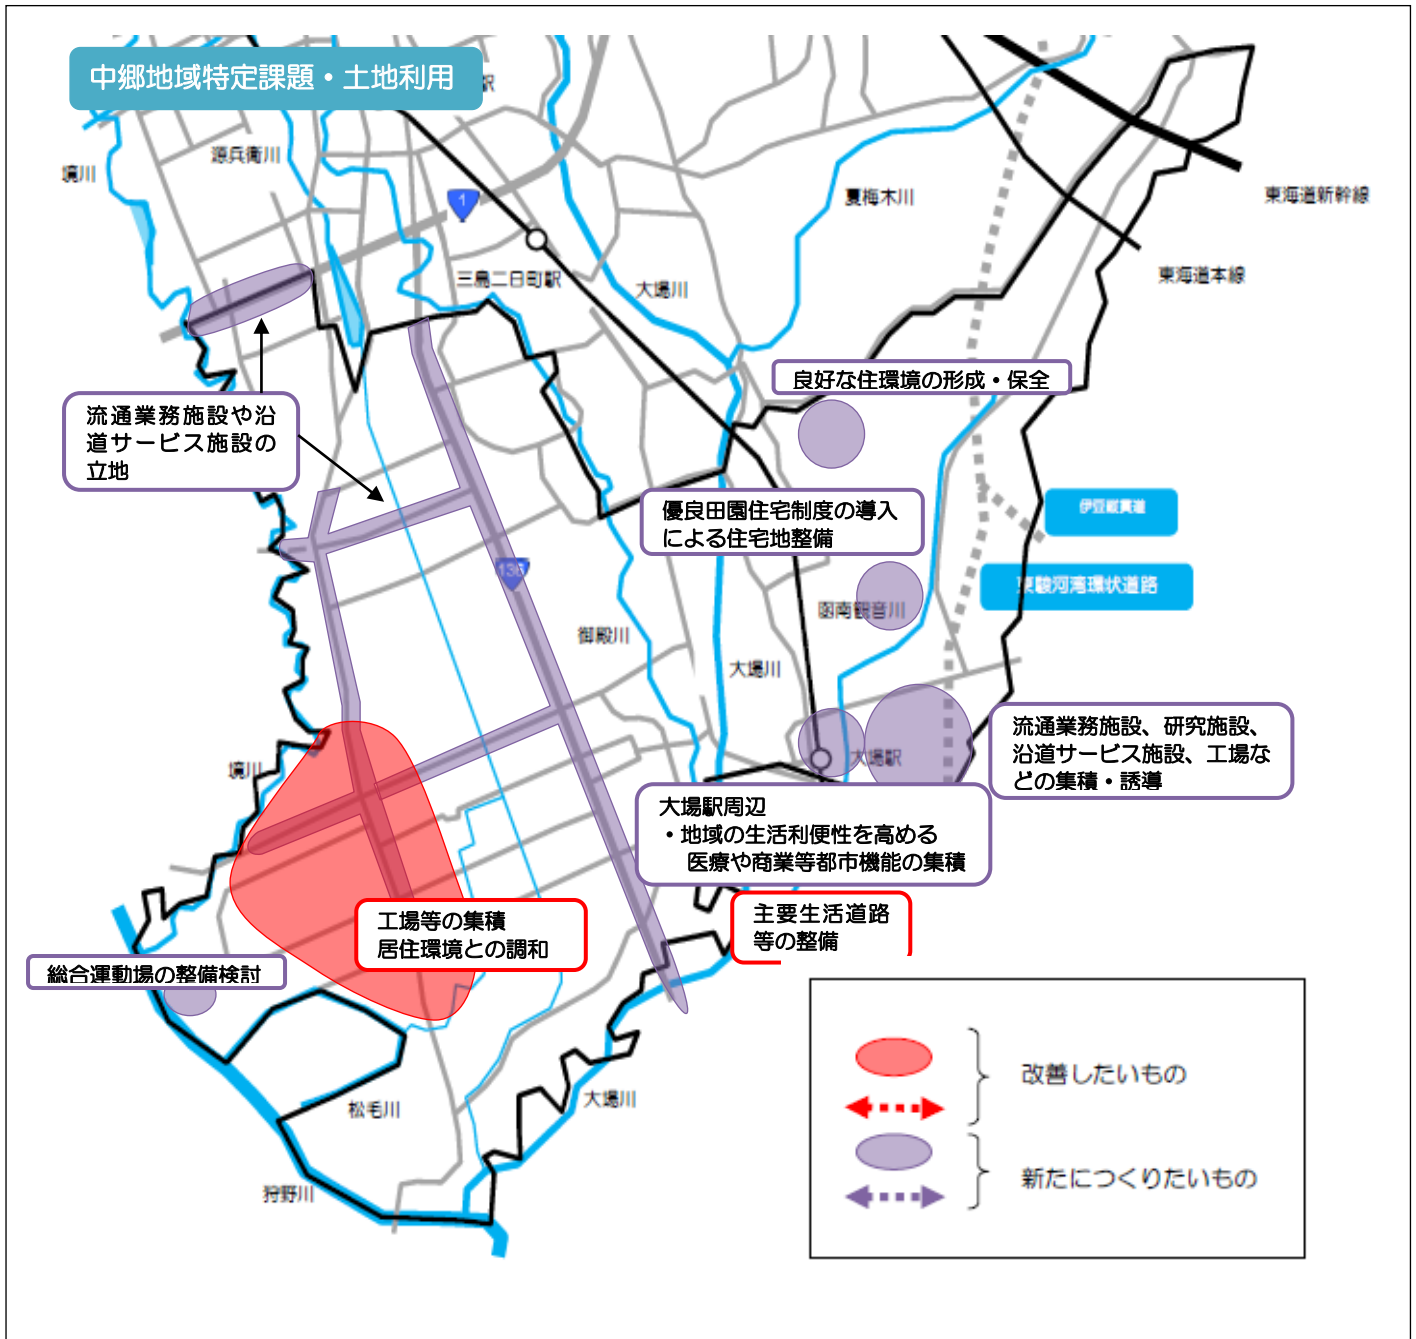 中郷地域特定課題・土地利用
駅
源兵衛川
境川
1
夏梅木川
東海道新幹線
三島二日町駅
大場川
東海道本線
良好な住環境の形成・保全
流通業務施設や沿
道サービス施設の
立地
優良田園住宅制度の導入
による住宅地整備
伊豆縦貫道
136
東駿河湾環状道路
函南観音川
御殿川
大場川
流通業務施設、研究施設、
沿道サービス施設、工場な
どの集積・誘導
大場駅
境川
大場駅周辺
・地域の生活利便性を高める
医療や商業等都市機能の集積
工場等の集積
居住環境との調和
主要生活道路
等の整備
総合運動場の整備検討
改善したいもの
松毛川
大場川
新たにつくりたいもの
狩野川